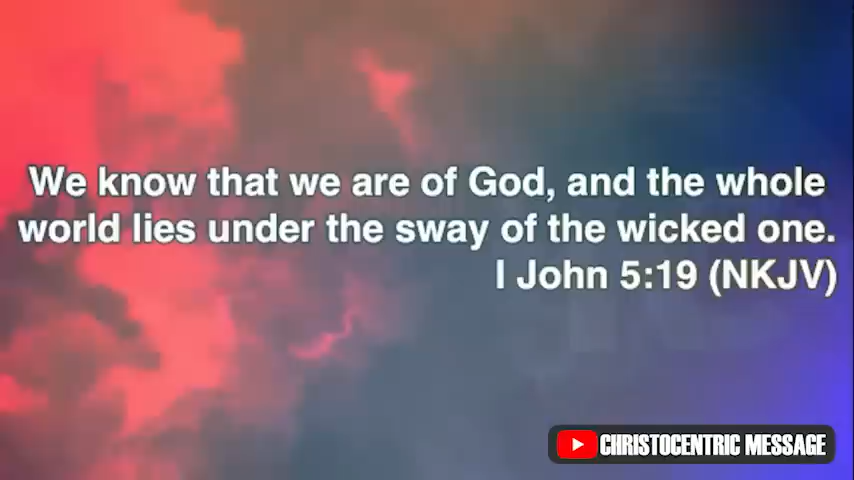 We know that we are of God, and the whole
world lies under the sway of the wicked one.
I John 5:19 (NKJV)
CHRISTOCENTRIC MESSAGE